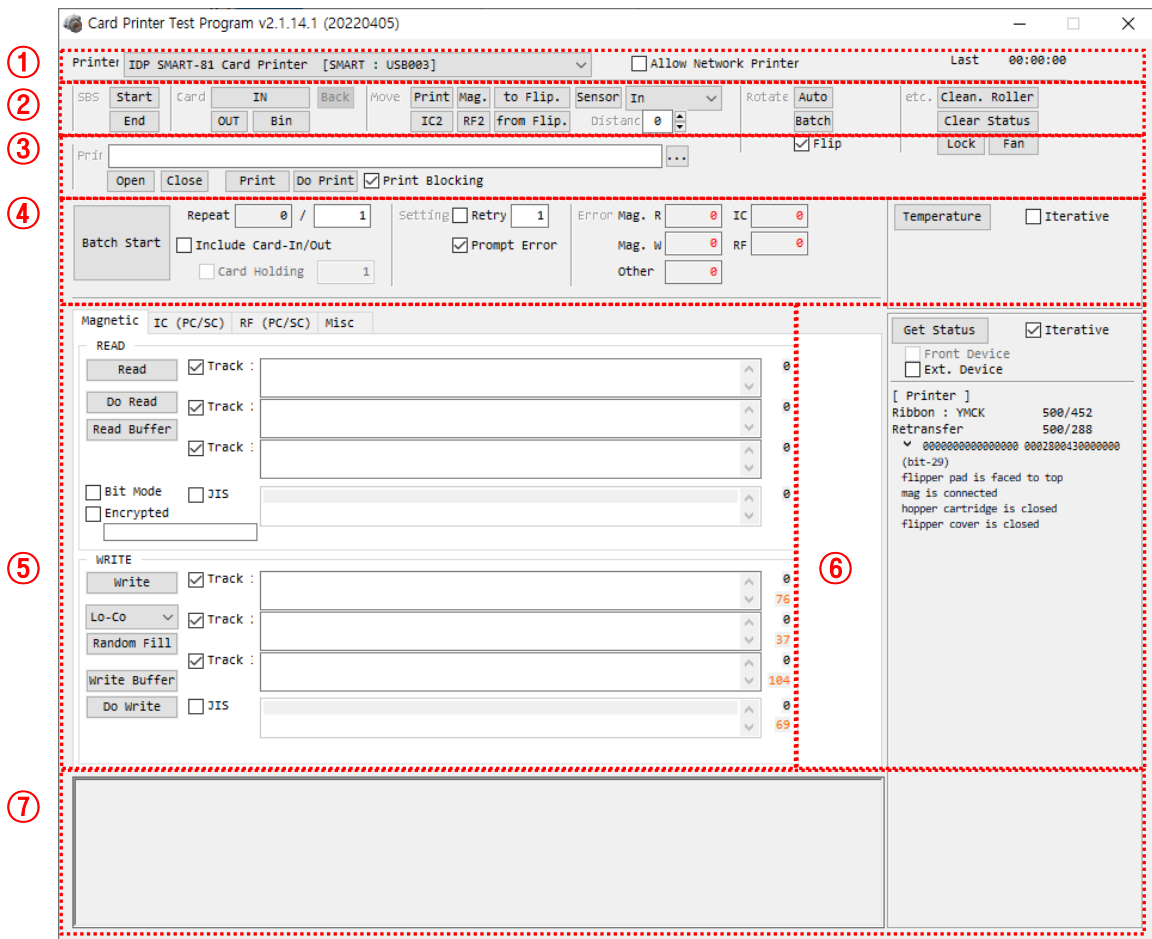 Card Printer Test Program v2.1.14.1 (20220405)
① Printer IDP SMART-81 Card Printer [SMART : USB003] Allow Network Printer Last 00:00:00
② SBS Start Card IN Back Move Print Mag. to Flip. Sensor In Rotate Auto etc. Clean. Roller
End OUT Bin IC2 RF2 from Flip. Distanc 0 Batch Clear Status
Flip Lock Fan
③ Prir ...
Open Close Print Do Print Print Blocking
④ Batch Start Repeat 0 / 1 Setting Retry 1 Error Mag. R 0 IC 0 Temperature Iterative
Include Card-In/Out Prompt Error Mag. W 0 RF 0
Card Holding 1 Other 0
Magnetic IC (PC/SC) RF (PC/SC) Misc
READ
Read Track : 0
Do Read Track : 0
Read Buffer
Track : 0
Bit Mode JIS 0
Encrypted
⑤ WRITE
Write Track : 0
76
Lo-Co Track : 0
Random Fill 37
Track : 0
Write Buffer 104
Do Write JIS 0
69
⑥ Get Status Iterative
Front Device
Ext. Device
[ Printer ]
Ribbon : YMCK 500/452
Retransfer 500/288
0000000000000000 0002800430000000
(bit-29)
flipper pad is faced to top
mag is connected
hopper cartridge is closed
flipper cover is closed
⑦